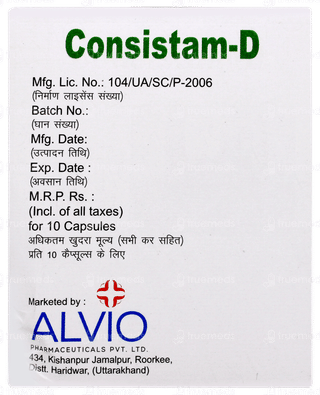 Consistam-D
Mfg. Lic. No.: 104/UA/SC/P-2006
(निर्माण लाइसेंस संख्या)
Batch No.:
(घान संख्या)
Mfg. Date:
(उत्पादन तिथि)
Exp. Date :
(अवसान तिथि)
M.R.P. Rs. :
(Incl. of all taxes)
for 10 Capsules
अधिकतम खुदरा मूल्य (सभी कर सहित)
प्रति 10 कैप्सूल्स के लिए
Marketed by :
ALVIO
PHARMACEUTICALS PVT. LTD.
434, Kishanpur Jamalpur, Roorkee,
Distt. Haridwar, (Uttarakhand)